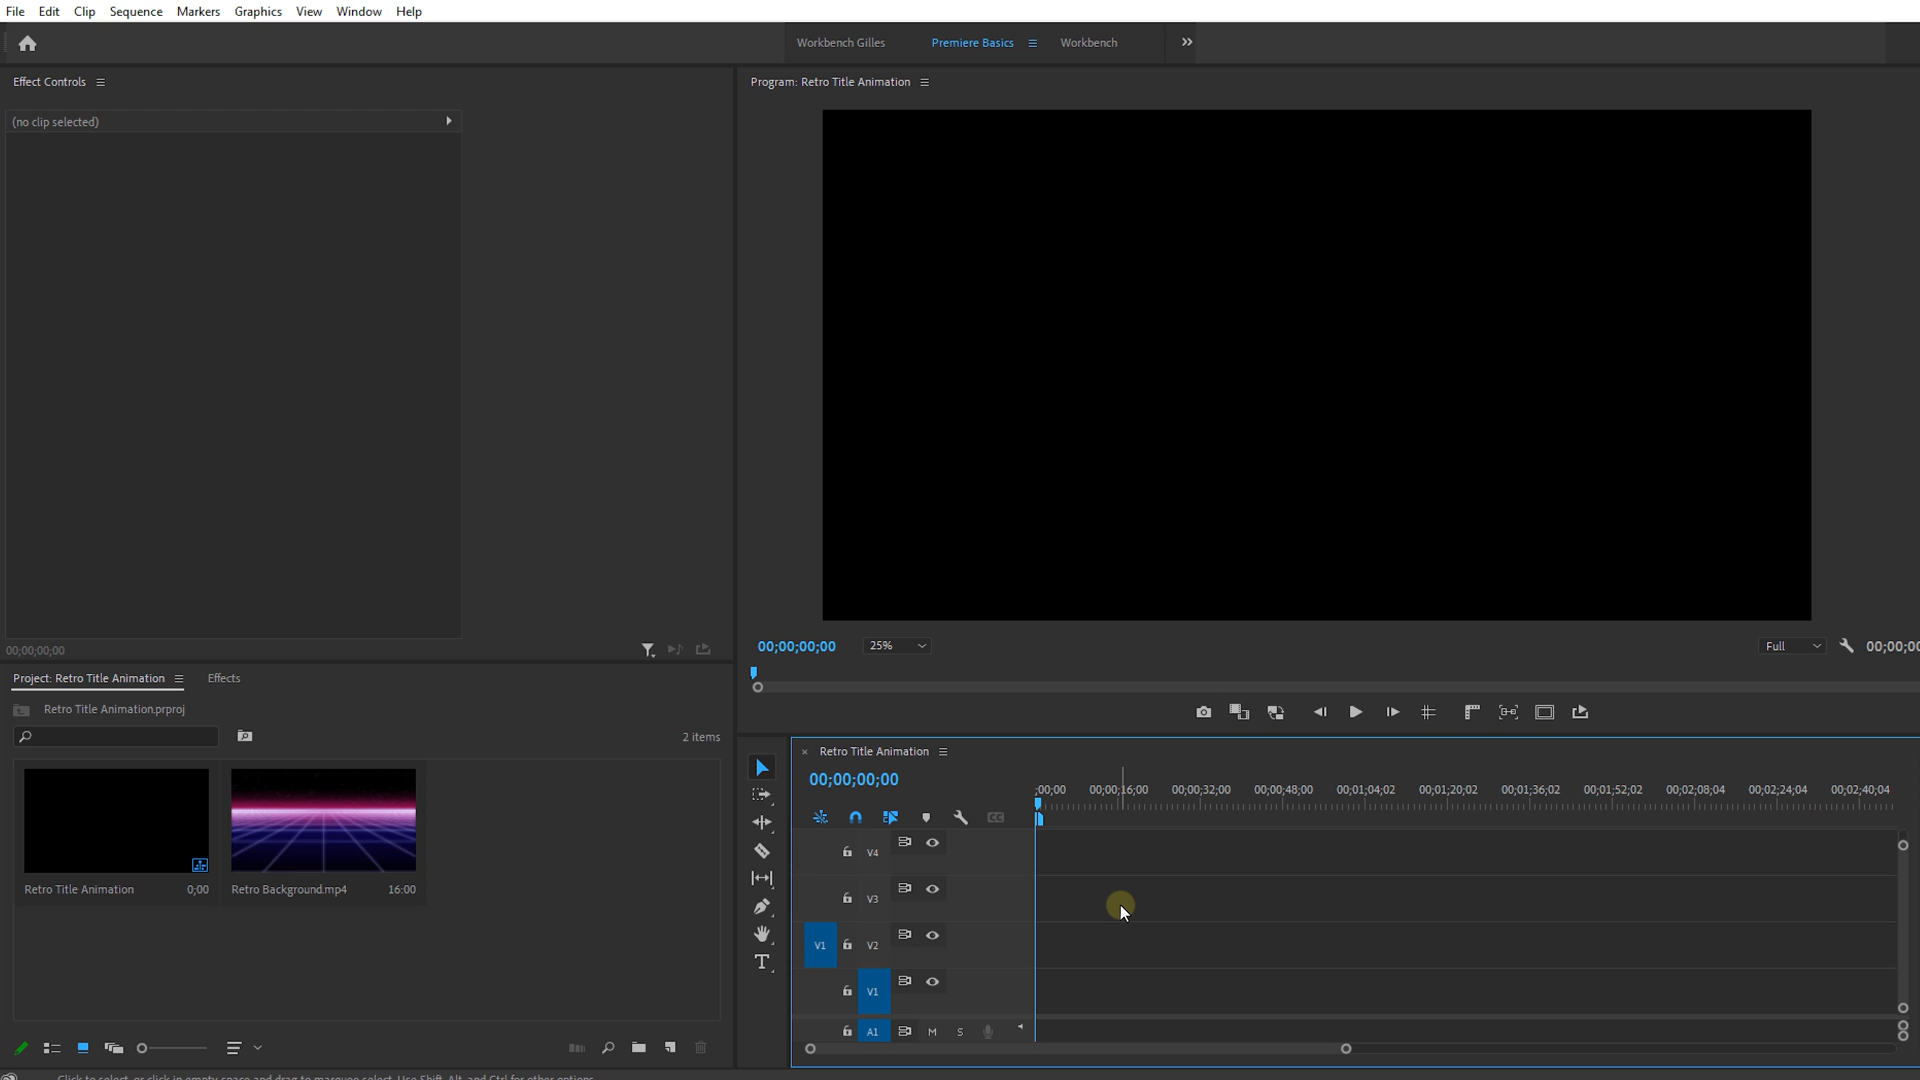 File Edit Clip Sequence Markers Graphics View Window Help
Workbench Gilles Premiere Basics Workbench
Effect Controls
Program: Retro Title Animation
(no clip selected)
00;00;00;00
00;00;00;00 25% Full 00;00;00
Project: Retro Title Animation Effects
Retro Title Animation.prproj
2 items
Retro Title Animation 0;00 Retro Background.mp4 16:00
Retro Title Animation
00;00;00;00
;00;00 00;00;16;00 00;00;32;00 00;00;48;00 00;01;04;02 00;01;20;02 00;01;36;02 00;01;52;02 00;02;08;04 00;02;24;04 00;02;40;04
CC
V4
V3
V1 V2
V1
A1 M S
Click to select, or click in empty space and drag to marquee select. Use Shift, Alt, and Ctrl for other options.